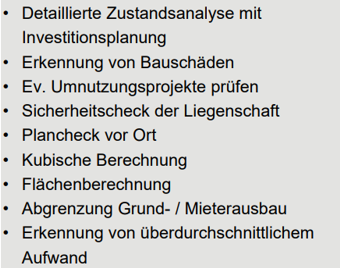 • Detaillierte Zustandsanalyse mit
Investitionsplanung
• Erkennung von Bauschäden
• Ev. Umnutzungsprojekte prüfen
• Sicherheitscheck der Liegenschaft
• Plancheck vor Ort
• Kubische Berechnung
• Flächenberechnung
• Abgrenzung Grund- / Mieterausbau
• Erkennung von überdurchschnittlichem
Aufwand